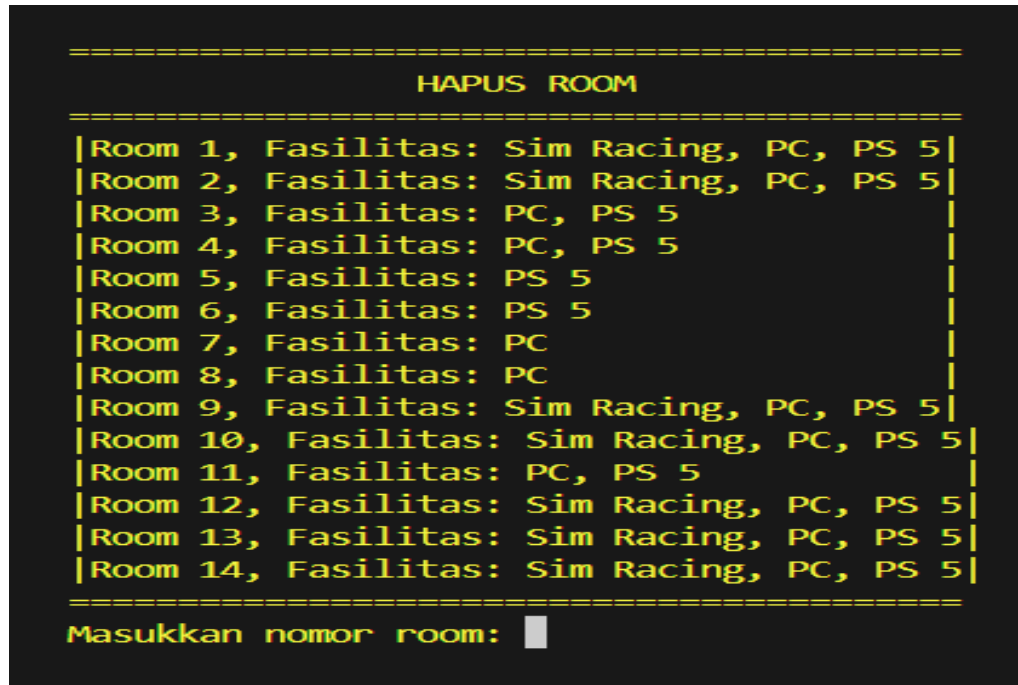 ==========================================
HAPUS ROOM
==========================================
|Room 1, Fasilitas: Sim Racing, PC, PS 5|
|Room 2, Fasilitas: Sim Racing, PC, PS 5|
|Room 3, Fasilitas: PC, PS 5            |
|Room 4, Fasilitas: PC, PS 5            |
|Room 5, Fasilitas: PS 5                |
|Room 6, Fasilitas: PS 5                |
|Room 7, Fasilitas: PC                  |
|Room 8, Fasilitas: PC                  |
|Room 9, Fasilitas: Sim Racing, PC, PS 5|
|Room 10, Fasilitas: Sim Racing, PC, PS 5|
|Room 11, Fasilitas: PC, PS 5            |
|Room 12, Fasilitas: Sim Racing, PC, PS 5|
|Room 13, Fasilitas: Sim Racing, PC, PS 5|
|Room 14, Fasilitas: Sim Racing, PC, PS 5|
==========================================
Masukkan nomor room: